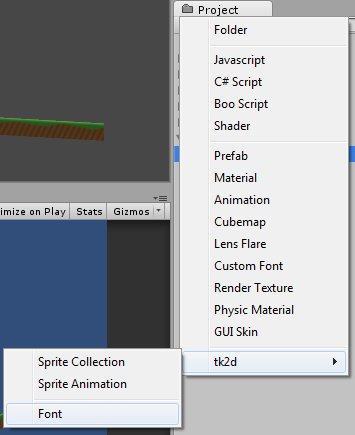 Project
Folder
Javascript
C# Script
Boo Script
Shader
Prefab
Material
Animation
Cubemap
Lens Flare
Custom Font
Render Texture
Physic Material
GUI Skin
tk2d
imize on Play Stats Gizmos
Sprite Collection
Sprite Animation
Font